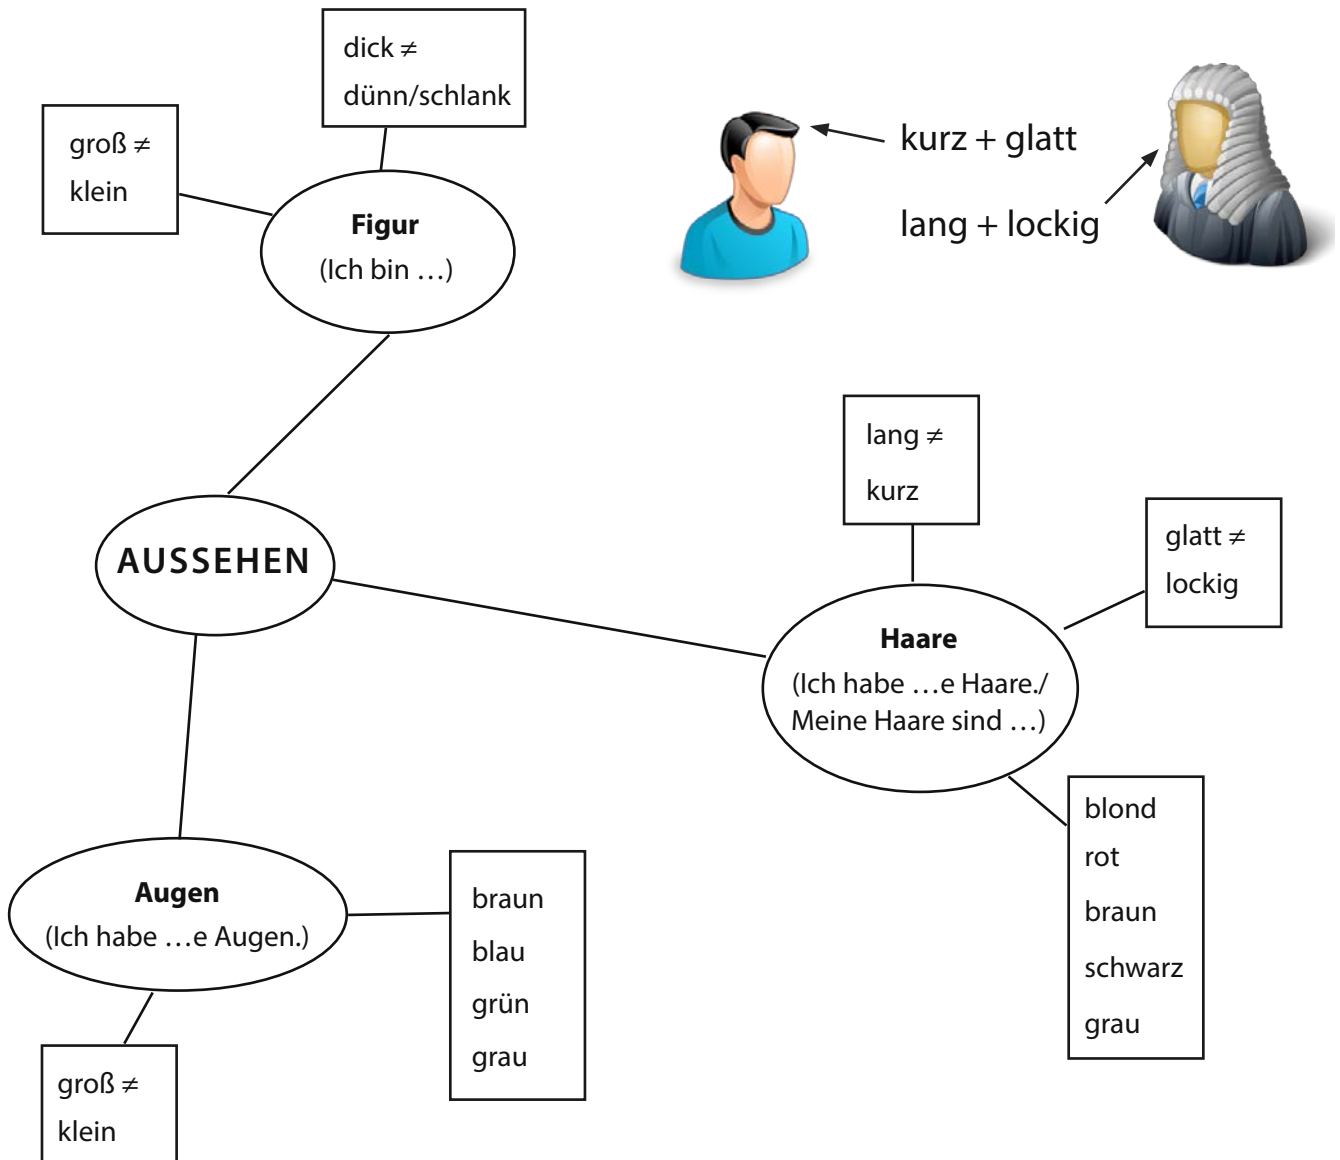 dick ≠
dünn/schlank
groß ≠
klein
Figur
(Ich bin …)
kurz + glatt
lang + lockig
AUSSEHEN
lang ≠
kurz
glatt ≠
lockig
Haare
(Ich habe …e Haare./
Meine Haare sind …)
blond
rot
braun
schwarz
grau
Augen
(Ich habe …e Augen.)
braun
blau
grün
grau
groß ≠
klein